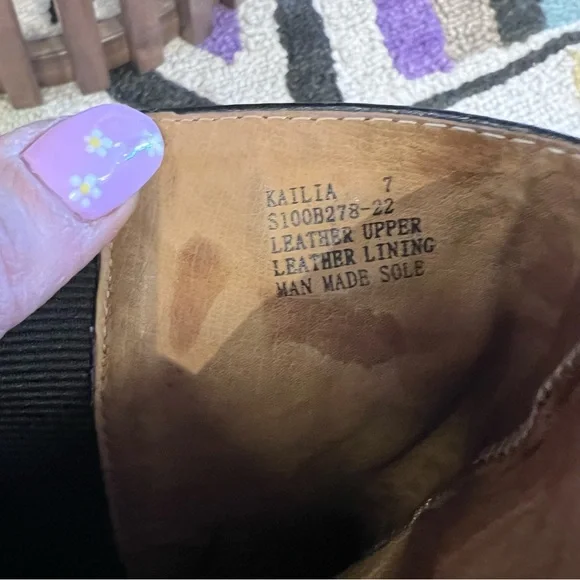 KAILIA 7
S100B278-22
LEATHER UPPER
LEATHER LINING
MAN MADE SOLE